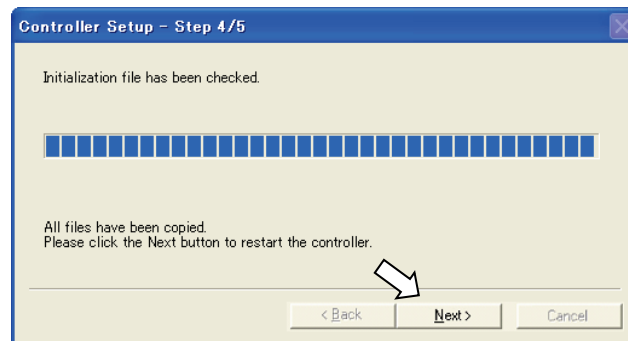 Controller Setup - Step 4/5
Initialization file has been checked.
All files have been copied.
Please click the Next button to restart the controller.
< Back
Next >
Cancel